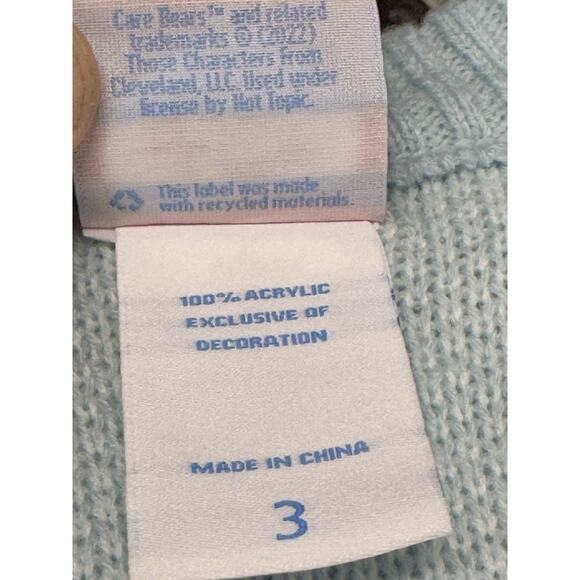 Care Bears™ and related
trademarks © (2022)
Those Characters From
Cleveland, LLC. Used under
license by Hot Topic.
This label was made
with recycled materials.
100% ACRYLIC
EXCLUSIVE OF
DECORATION
MADE IN CHINA
3